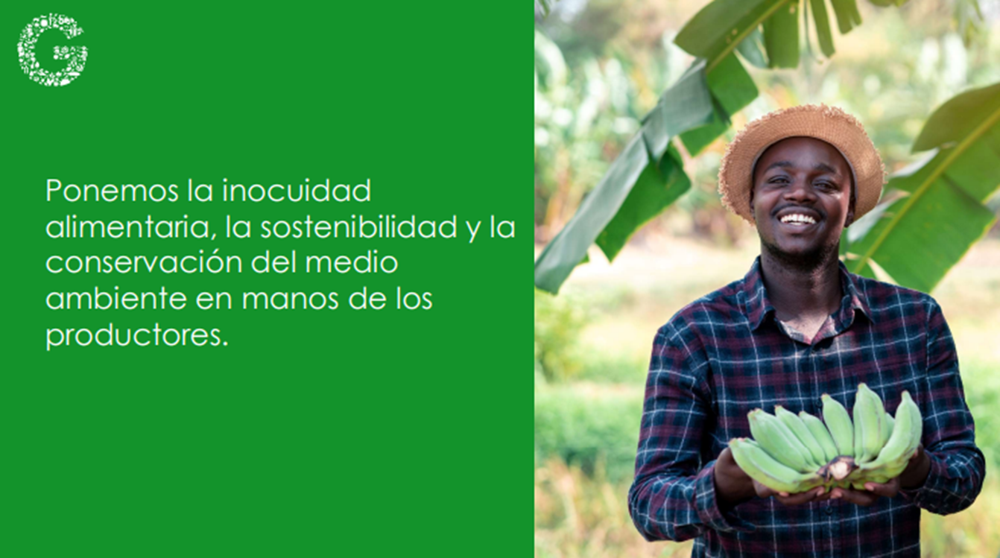 G
Ponemos la inocuidad
alimentaria, la sostenibilidad y la
conservación del medio
ambiente en manos de los
productores.